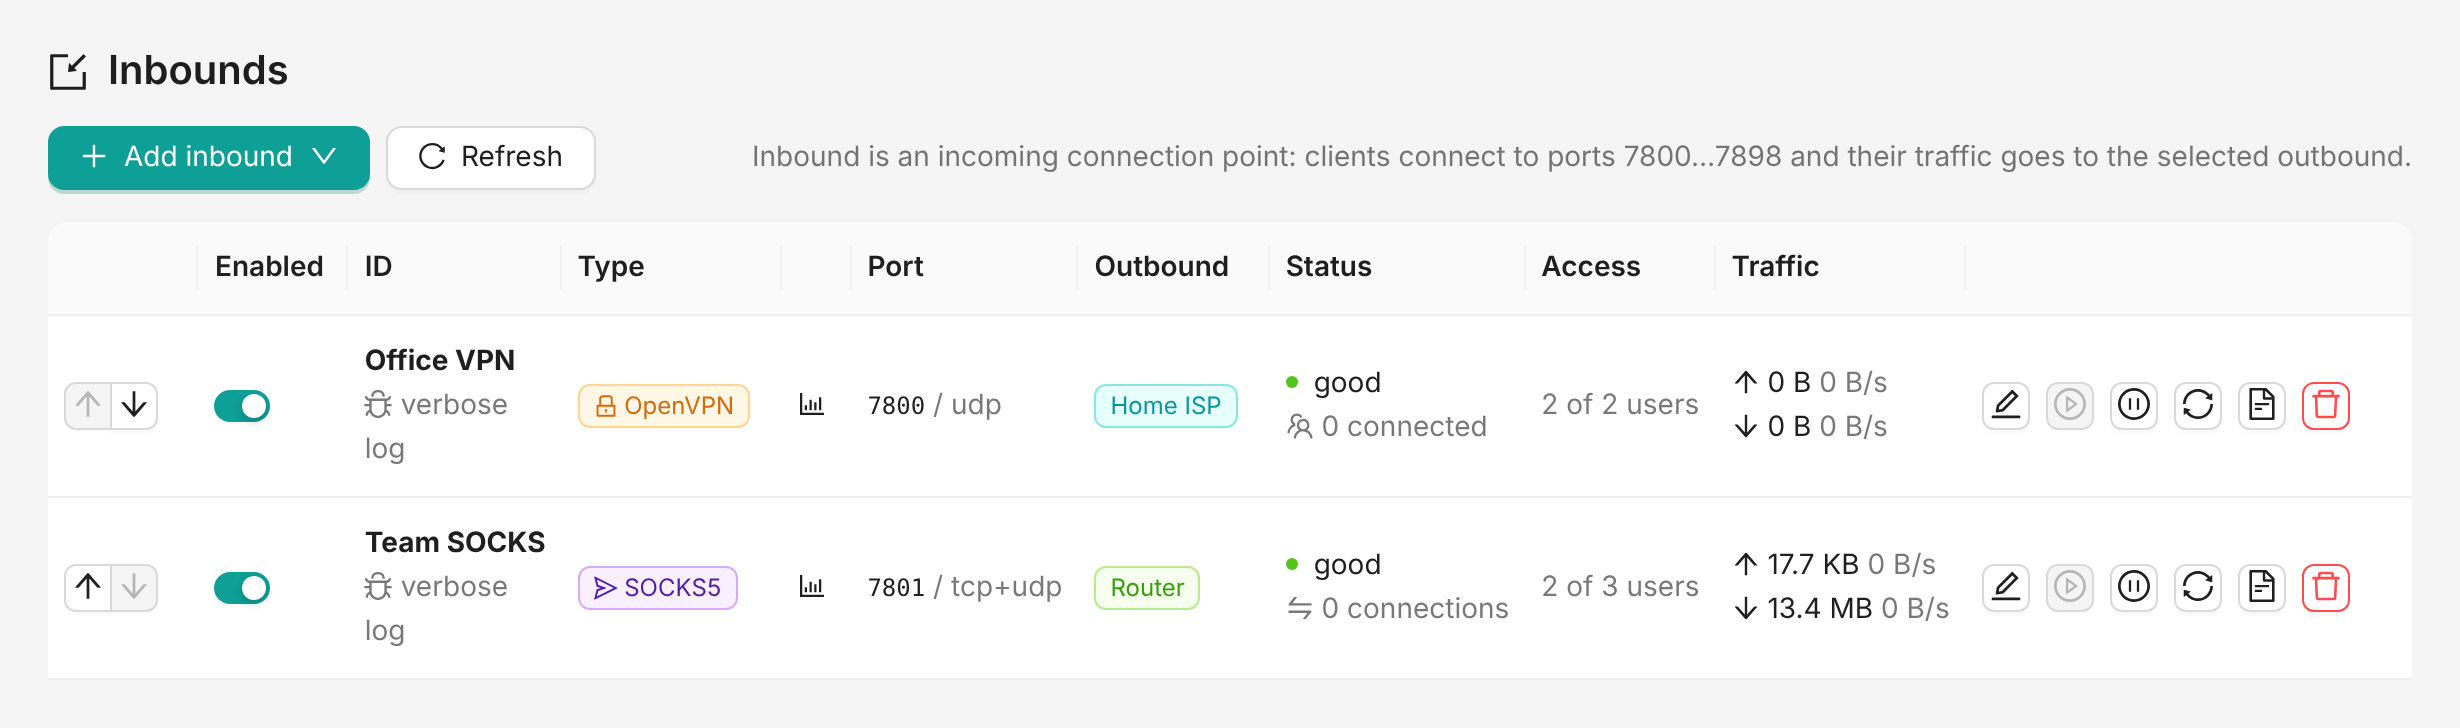 Inbounds
Add inbound
Refresh
Inbound is an incoming connection point: clients connect to ports 7800…7898 and their traffic goes to the selected outbound.
Enabled ID Type Port Outbound Status Access Traffic
Office VPN
verbose
log
OpenVPN
7800 / udp
Home ISP
good
0 connected
2 of 2 users
0 B 0 B/s
0 B 0 B/s
Team SOCKS
verbose
log
SOCKS5
7801 / tcp+udp
Router
good
0 connections
2 of 3 users
17.7 KB 0 B/s
13.4 MB 0 B/s